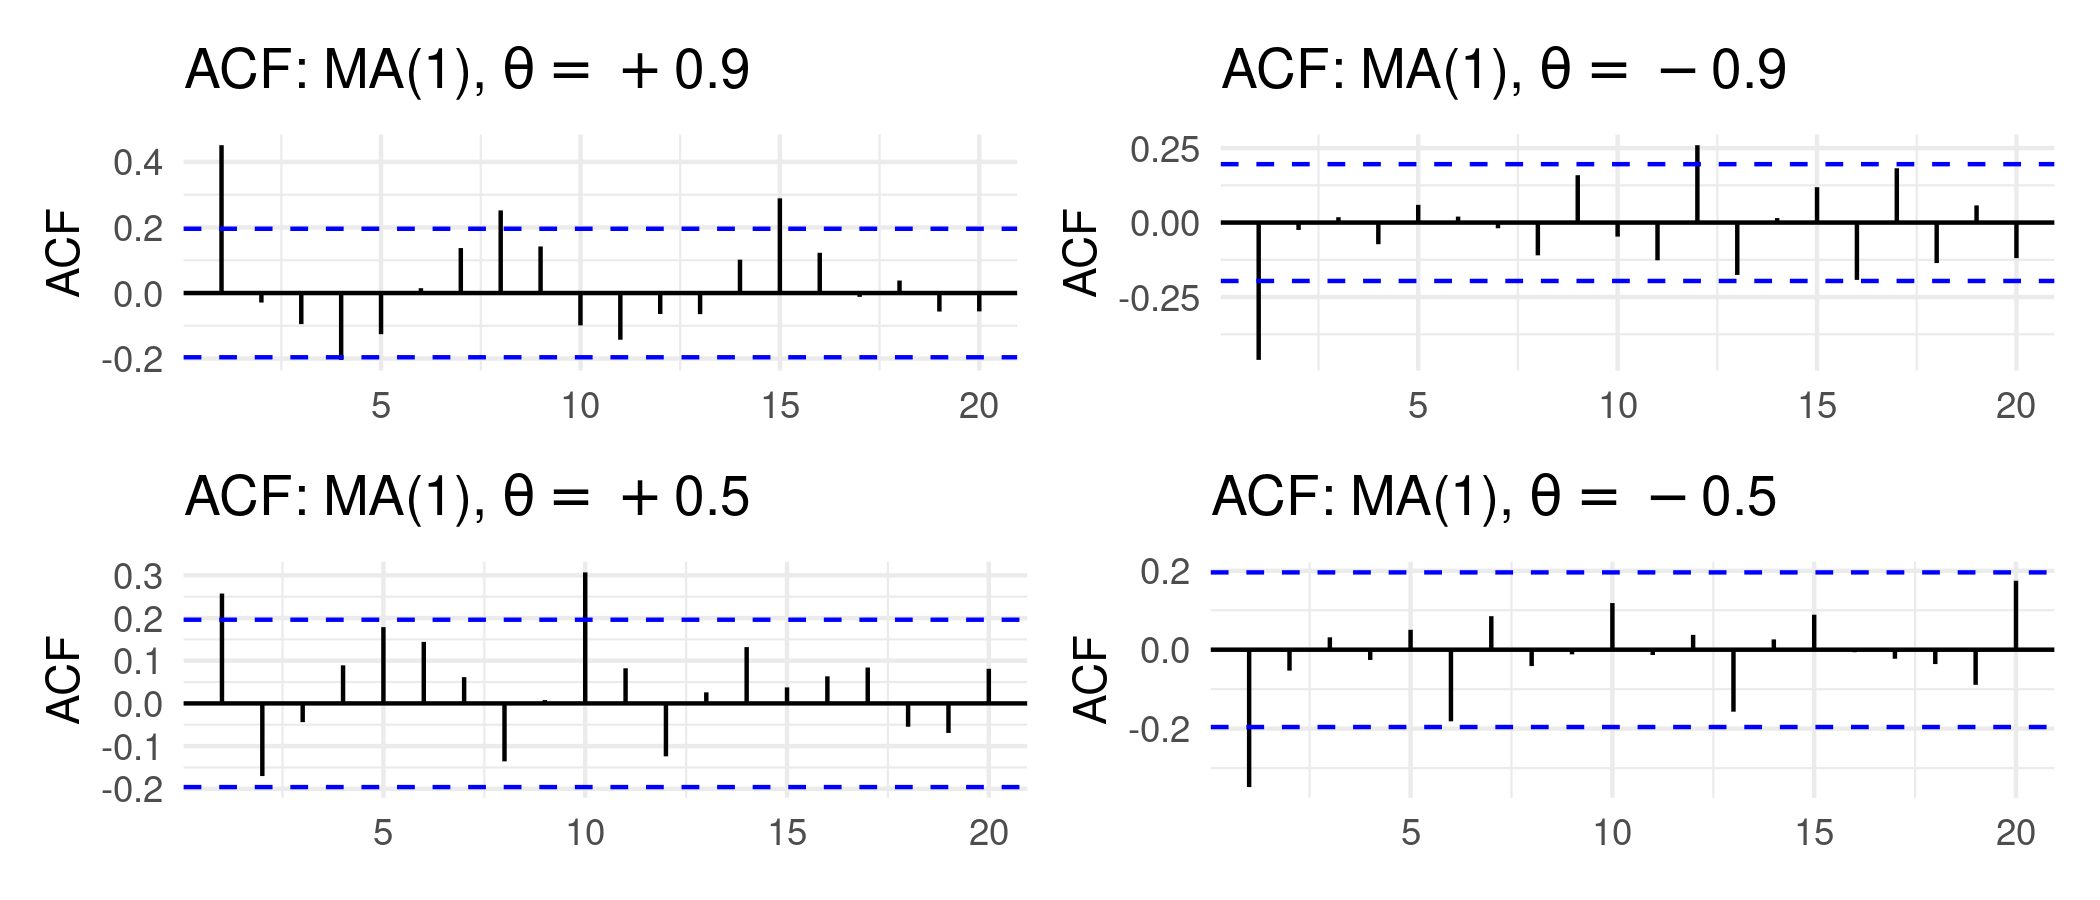 ACF: MA(1), θ = + 0.9
ACF
0.4
0.2
0.0
-0.2
5 10 15 20
ACF: MA(1), θ = − 0.9
ACF
0.25
0.00
-0.25
5 10 15 20
ACF: MA(1), θ = + 0.5
ACF
0.3
0.2
0.1
0.0
-0.1
-0.2
5 10 15 20
ACF: MA(1), θ = − 0.5
ACF
0.2
0.0
-0.2
5 10 15 20